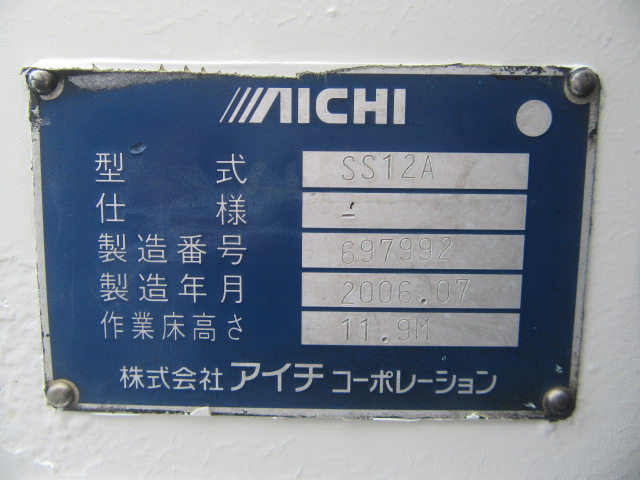 AICHI
型式 SS12A
仕様 -
製造番号 697992
製造年月 2006.07
作業床高さ 11.9M
株式会社 アイチ コーポレーション